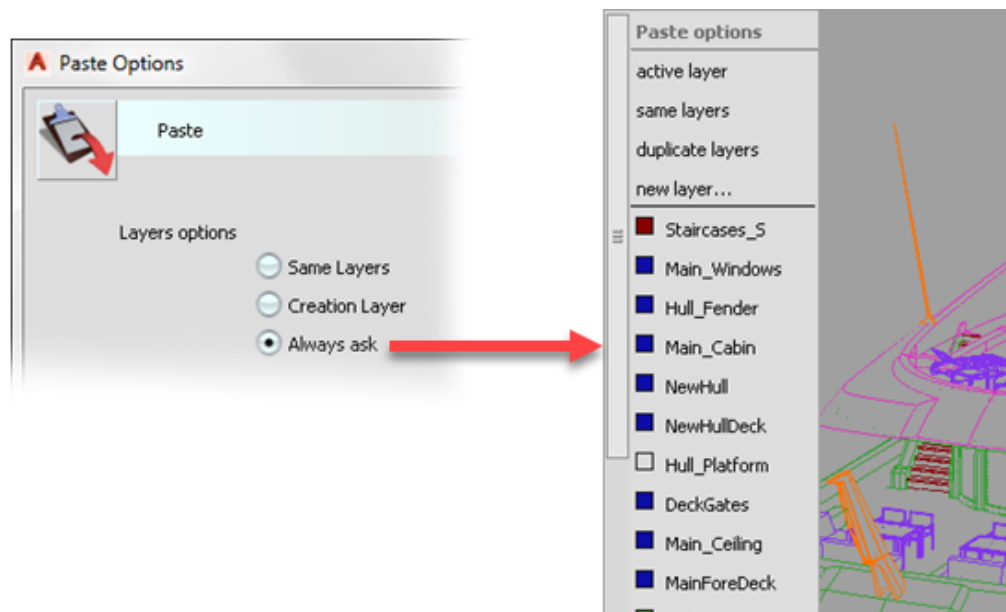 Paste Options
Paste
Layers options
Same Layers
Creation Layer
Always ask
Paste options
active layer
same layers
duplicate layers
new layer...
Staircases_S
Main_Windows
Hull_Fender
Main_Cabin
NewHull
NewHullDeck
Hull_Platform
DeckGates
Main_Ceiling
MainForeDeck